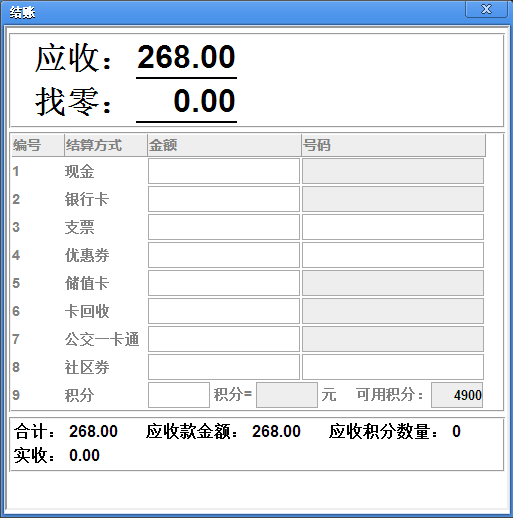 结账
应收：268.00
找零：0.00
编号 结算方式 金额 号码
1 现金
2 银行卡
3 支票
4 优惠券
5 储值卡
6 卡回收
7 公交一卡通
8 社区券
9 积分 积分= 元 可用积分：4900
合计：268.00 应收款金额：268.00 应收积分数量：0
实收：0.00